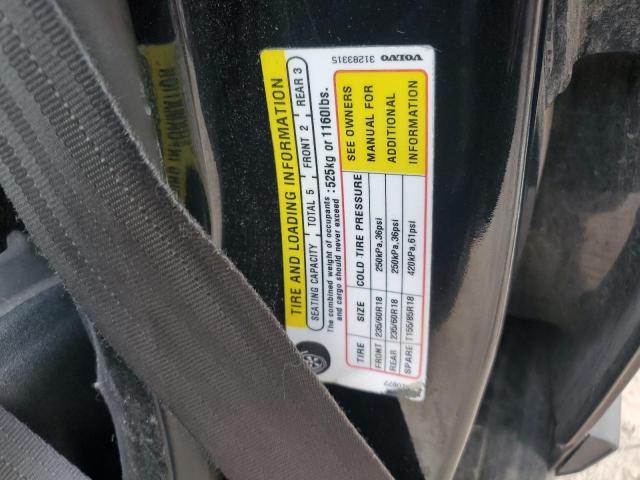 TIRE AND LOADING INFORMATION
SEATING CAPACITY TOTAL 5 FRONT 2 REAR 3
The combined weight of occupants and cargo should never exceed :525kg or 1160lbs.
TIRE SIZE COLD TIRE PRESSURE
FRONT 235/60R18 250kPa,36psi
REAR 235/60R18 250kPa,36psi
SPARE T155/85R18 420kPa,61psi
SEE OWNERS
MANUAL FOR
ADDITIONAL
INFORMATION
VOLVO 31283315